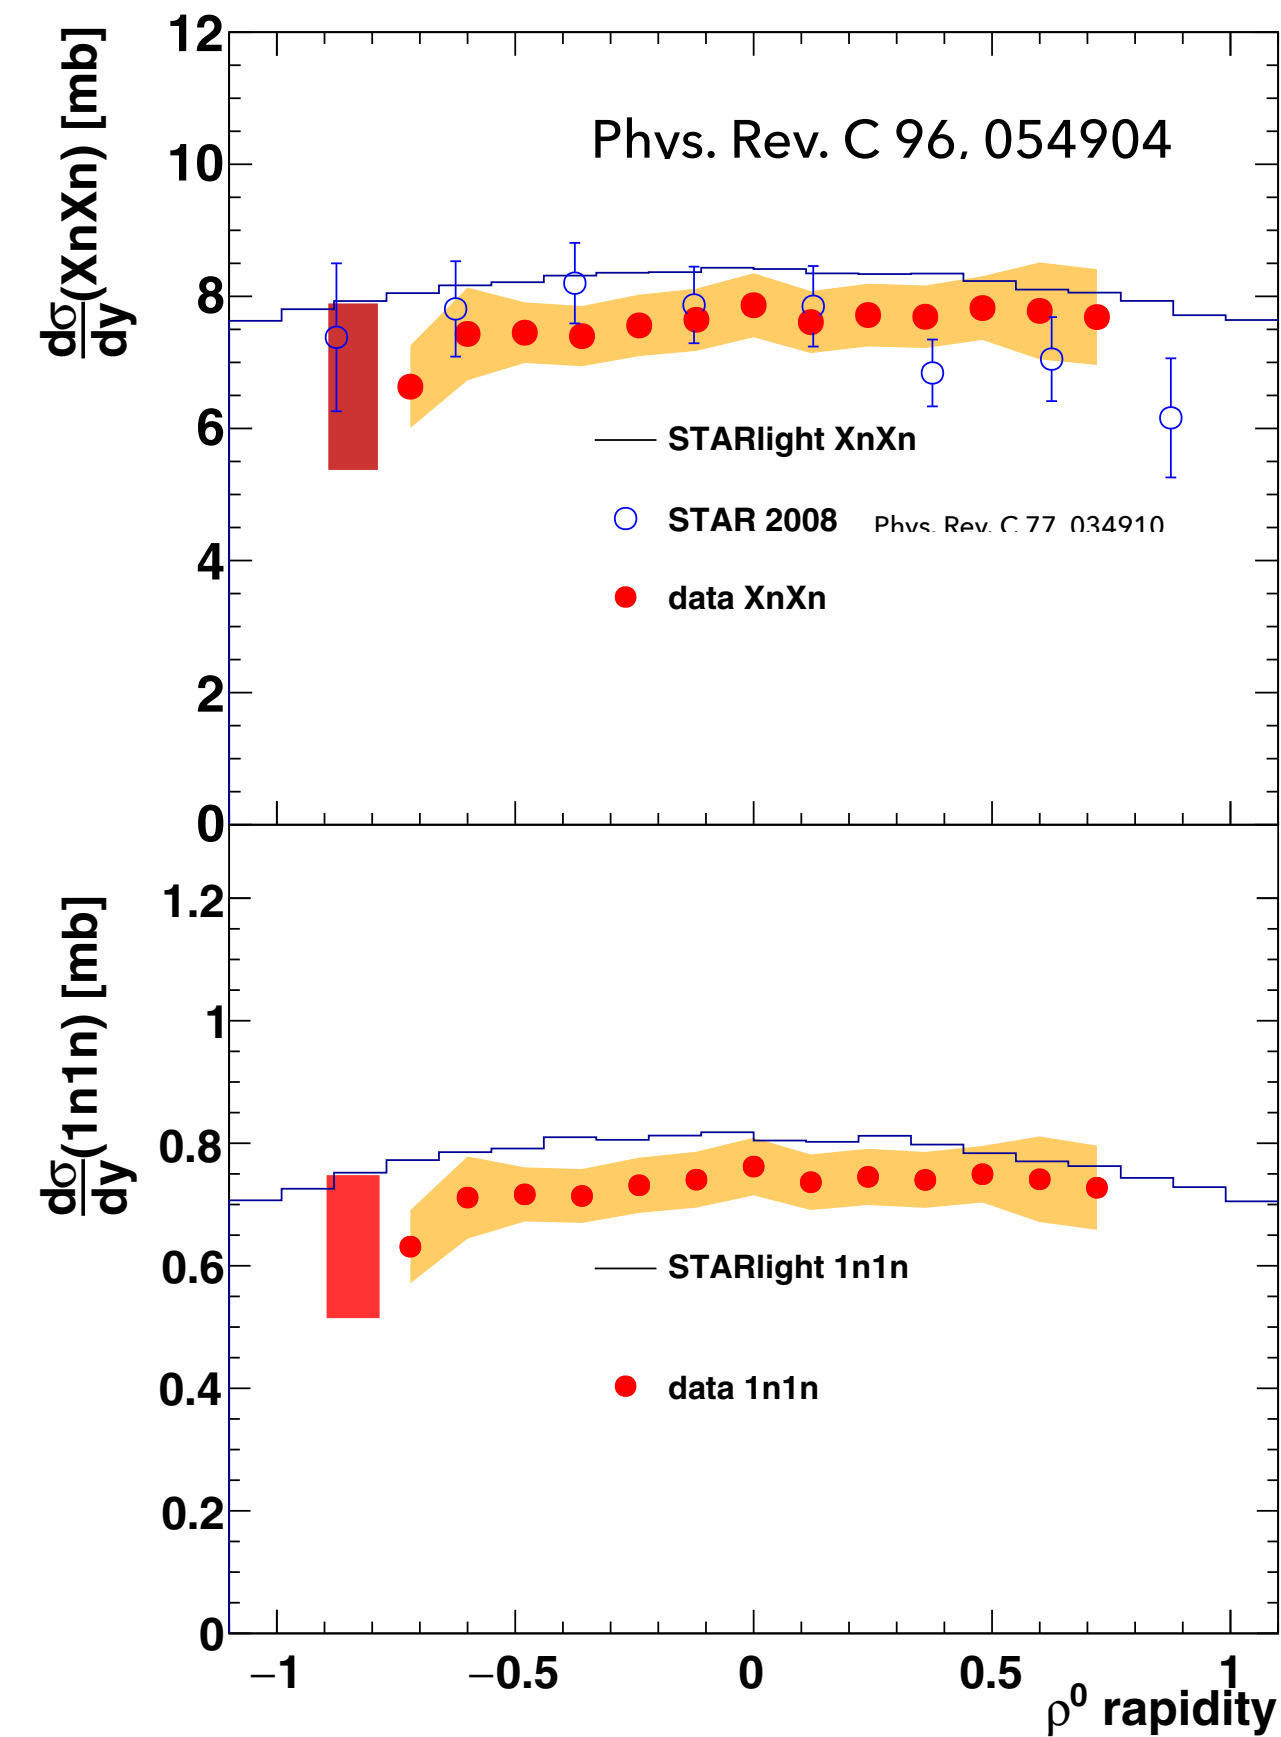 12
10
8
6
4
2
0
dσ/dy(XnXn) [mb]
Phys. Rev. C 96, 054904
STARlight XnXn
STAR 2008 Phys. Rev. C 77, 034910
data XnXn
1.2
1
0.8
0.6
0.4
0.2
0
dσ/dy(1n1n) [mb]
STARlight 1n1n
data 1n1n
−1 −0.5 0 0.5 1
ρ⁰ rapidity